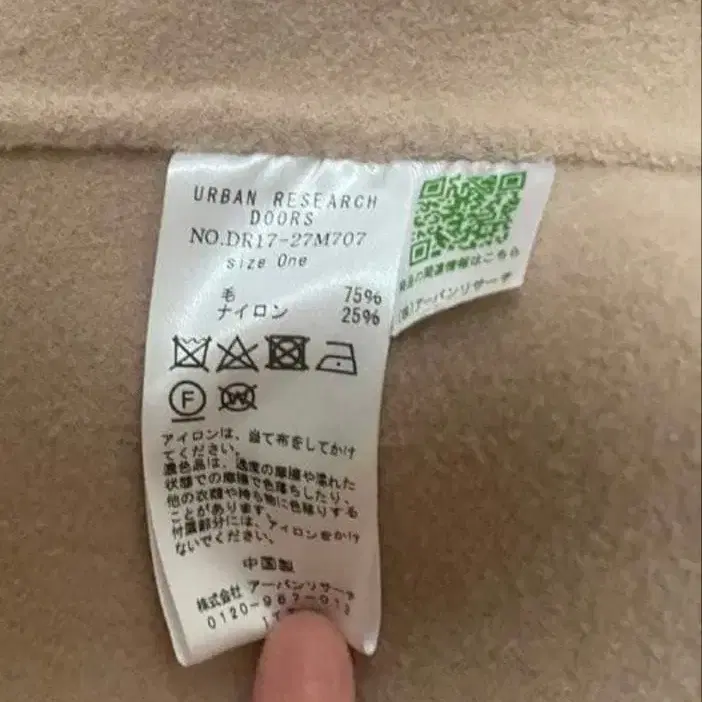 URBAN RESEARCH
DOORS
NO.DR17-27M707
size One
毛 75%
ナイロン 25%
F
W
アイロンは、当て布をしてかけ
てください。
濃色品は、過度の摩擦や濡れた
状態での摩擦で色落ちしたり、
他の衣類や持ち物に色移りする
ことがあります。
付属部分には、アイロンをかけ
ないでください。
中国製
株式会社 アーバンリサーチ
0120-987-012
の関連情報はこちら
(株)アーバンリサーチ